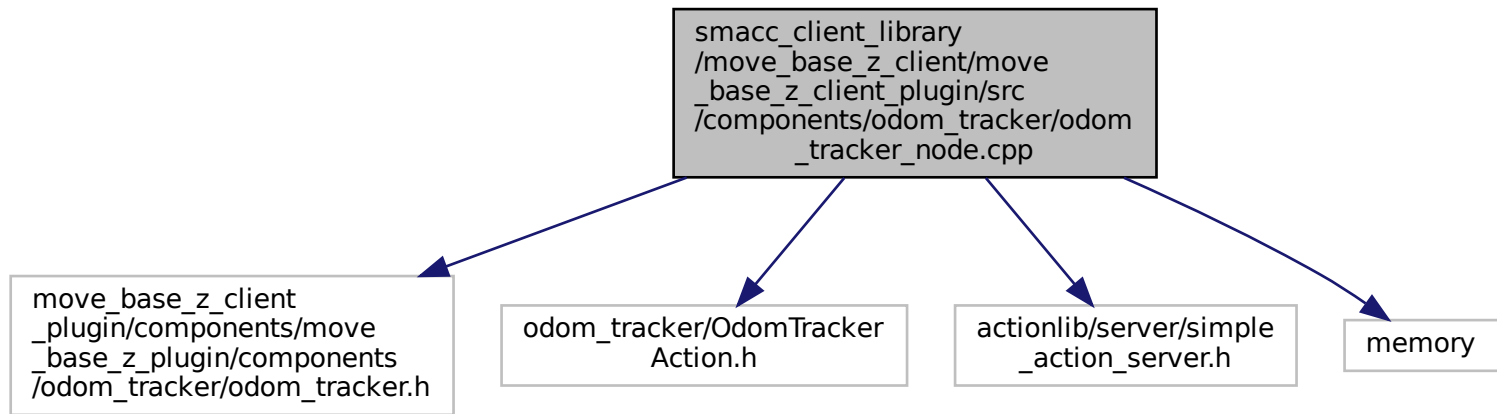 smacc_client_library
/move_base_z_client/move
_base_z_client_plugin/src
/components/odom_tracker/odom
_tracker_node.cpp
move_base_z_client
_plugin/components/move
_base_z_plugin/components
/odom_tracker/odom_tracker.h
odom_tracker/OdomTracker
Action.h
actionlib/server/simple
_action_server.h
memory